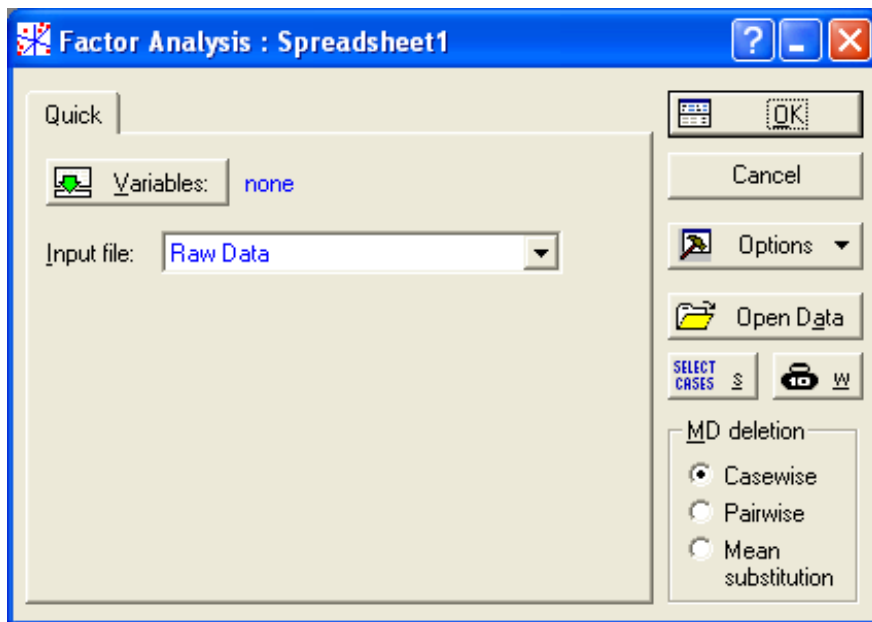 Factor Analysis : Spreadsheet1
?
Quick
Variables: none
Input file: Raw Data
OK
Cancel
Options
Open Data
SELECT
CASES S
10 W
MD deletion
Casewise
Pairwise
Mean
substitution